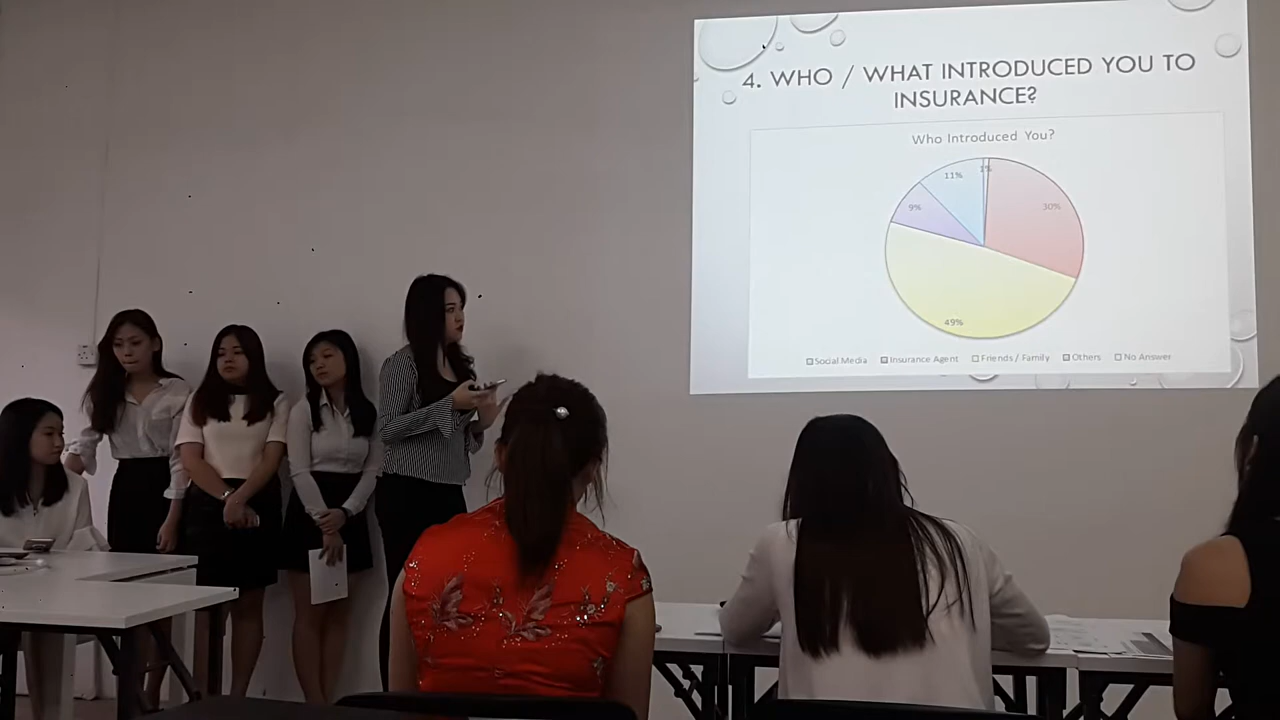 4. WHO / WHAT INTRODUCED YOU TO
INSURANCE?
Who Introduced You?
1%
11%
30%
9%
49%
Social Media Insurance Agent Friends / Family Others No Answer